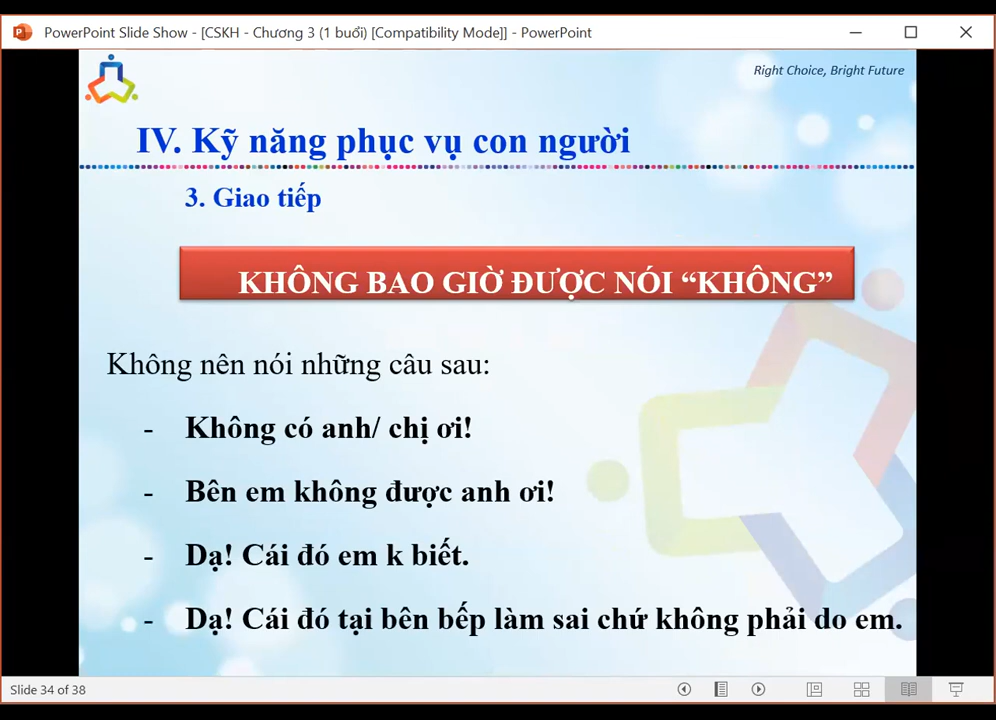 PowerPoint Slide Show - [CSKH - Chương 3 (1 buổi) [Compatibility Mode]] - PowerPoint
Right Choice, Bright Future
IV. Kỹ năng phục vụ con người
3. Giao tiếp
KHÔNG BAO GIỜ ĐƯỢC NÓI “KHÔNG”
Không nên nói những câu sau:
- Không có anh/ chị ơi!
- Bên em không được anh ơi!
- Dạ! Cái đó em k biết.
- Dạ! Cái đó tại bên bếp làm sai chứ không phải do em.
Slide 34 of 38